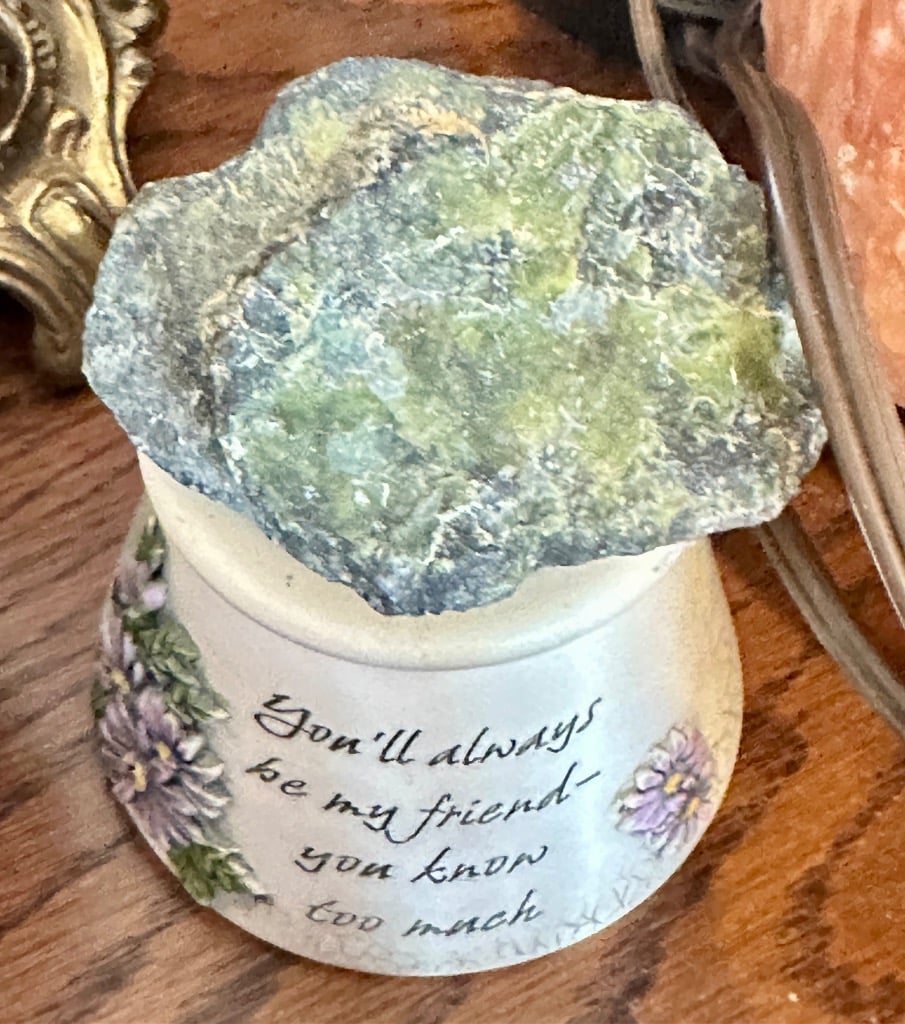 You'll always
be my friend-
you know
too much